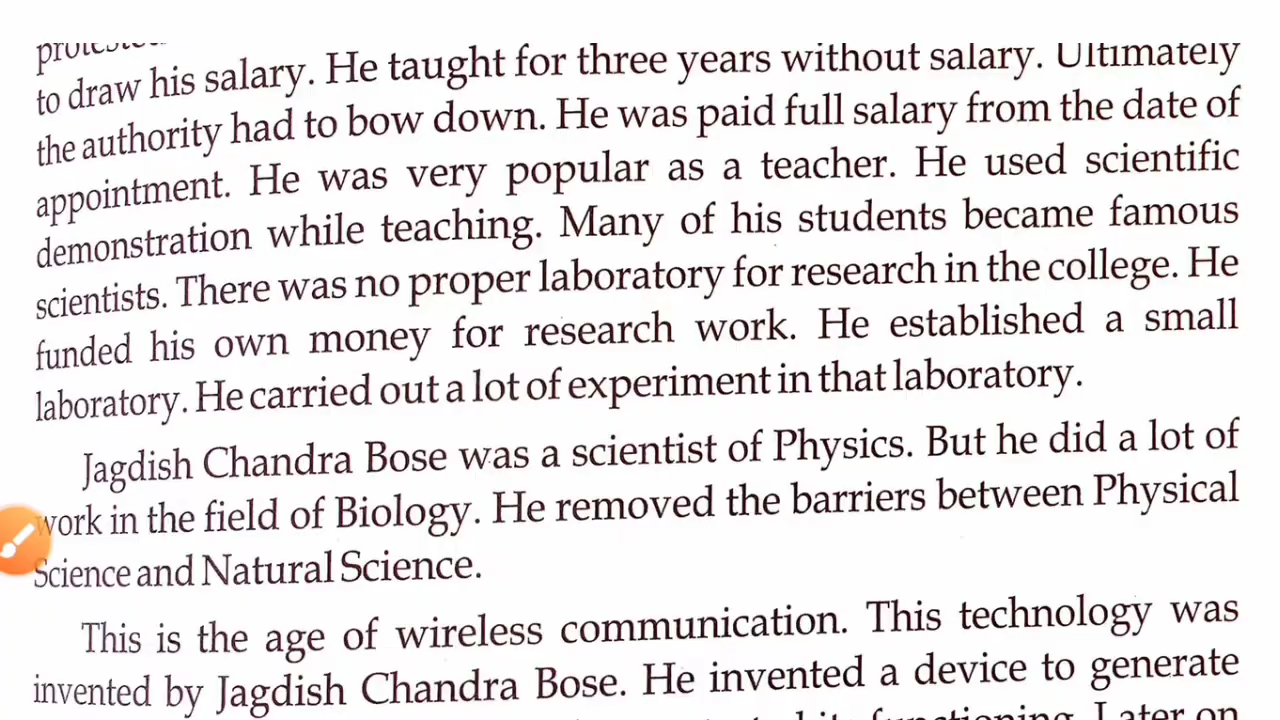 to draw his salary. He taught for three years without salary. Ultimately
the authority had to bow down. He was paid full salary from the date of
appointment. He was very popular as a teacher. He used scientific
demonstration while teaching. Many of his students became famous
scientists. There was no proper laboratory for research in the college. He
funded his own money for research work. He established a small
laboratory. He carried out a lot of experiment in that laboratory.
Jagdish Chandra Bose was a scientist of Physics. But he did a lot of
work in the field of Biology. He removed the barriers between Physical
Science and Natural Science.
This is the age of wireless communication. This technology was
invented by Jagdish Chandra Bose. He invented a device to generate
functioning. Later on